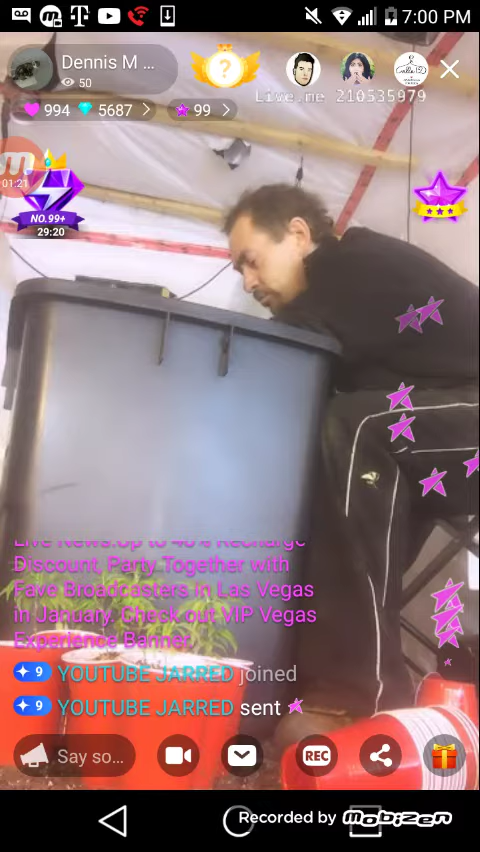 7:00 PM
Dennis M ...
50
Live.me 210535979
994 5687 > 99 >
01:21
NO.99+
29:20
Live News:Up to 40% Recharge
Discount, Party Together with
Fave Broadcasters in Las Vegas
in January. Check out VIP Vegas
Experience Banner.
9 YOUTUBE JARRED joined
9 YOUTUBE JARRED sent
Say so...
REC
Recorded by Mobizen